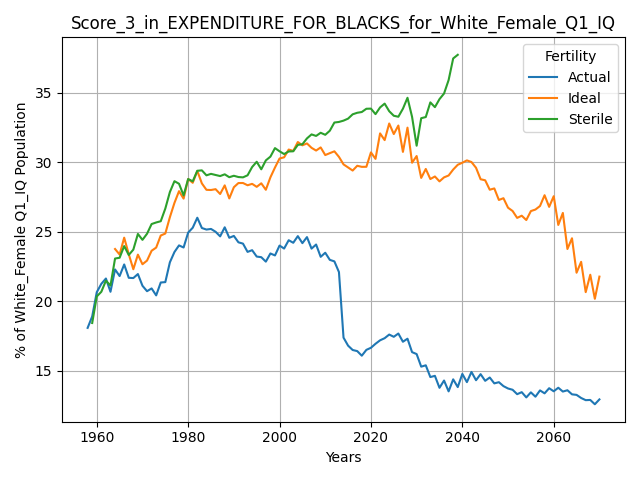 Score_3_in_EXPENDITURE_FOR_BLACKS_for_White_Female_Q1_IQ
Fertility
Actual
Ideal
Sterile
% of White_Female Q1_IQ Population
35
30
25
20
15
1960
1980
2000
2020
2040
2060
Years